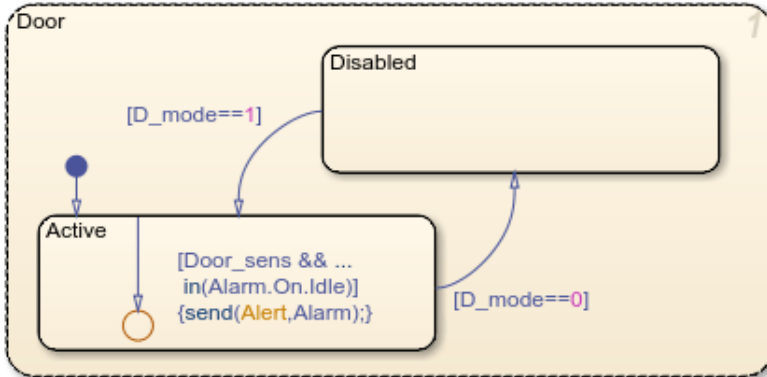 Door
1
Disabled
[D_mode==1]
Active
[Door_sens && ...
in(Alarm.On.Idle)]
{send(Alert,Alarm);}
[D_mode==0]